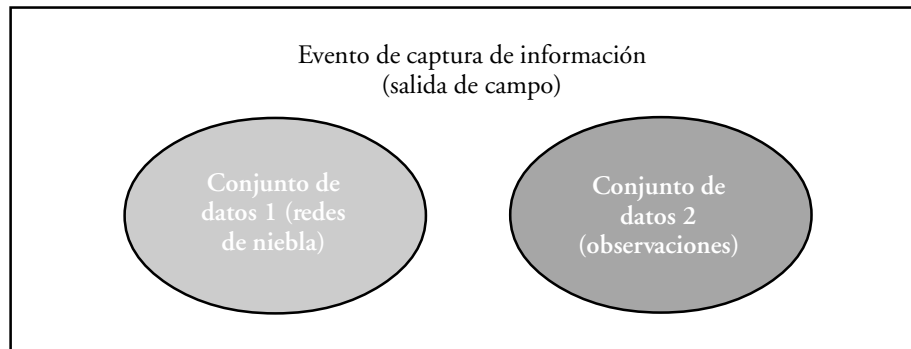 Evento de captura de información
(salida de campo)
Conjunto de
datos 1 (redes
de niebla)
Conjunto de
datos 2
(observaciones)